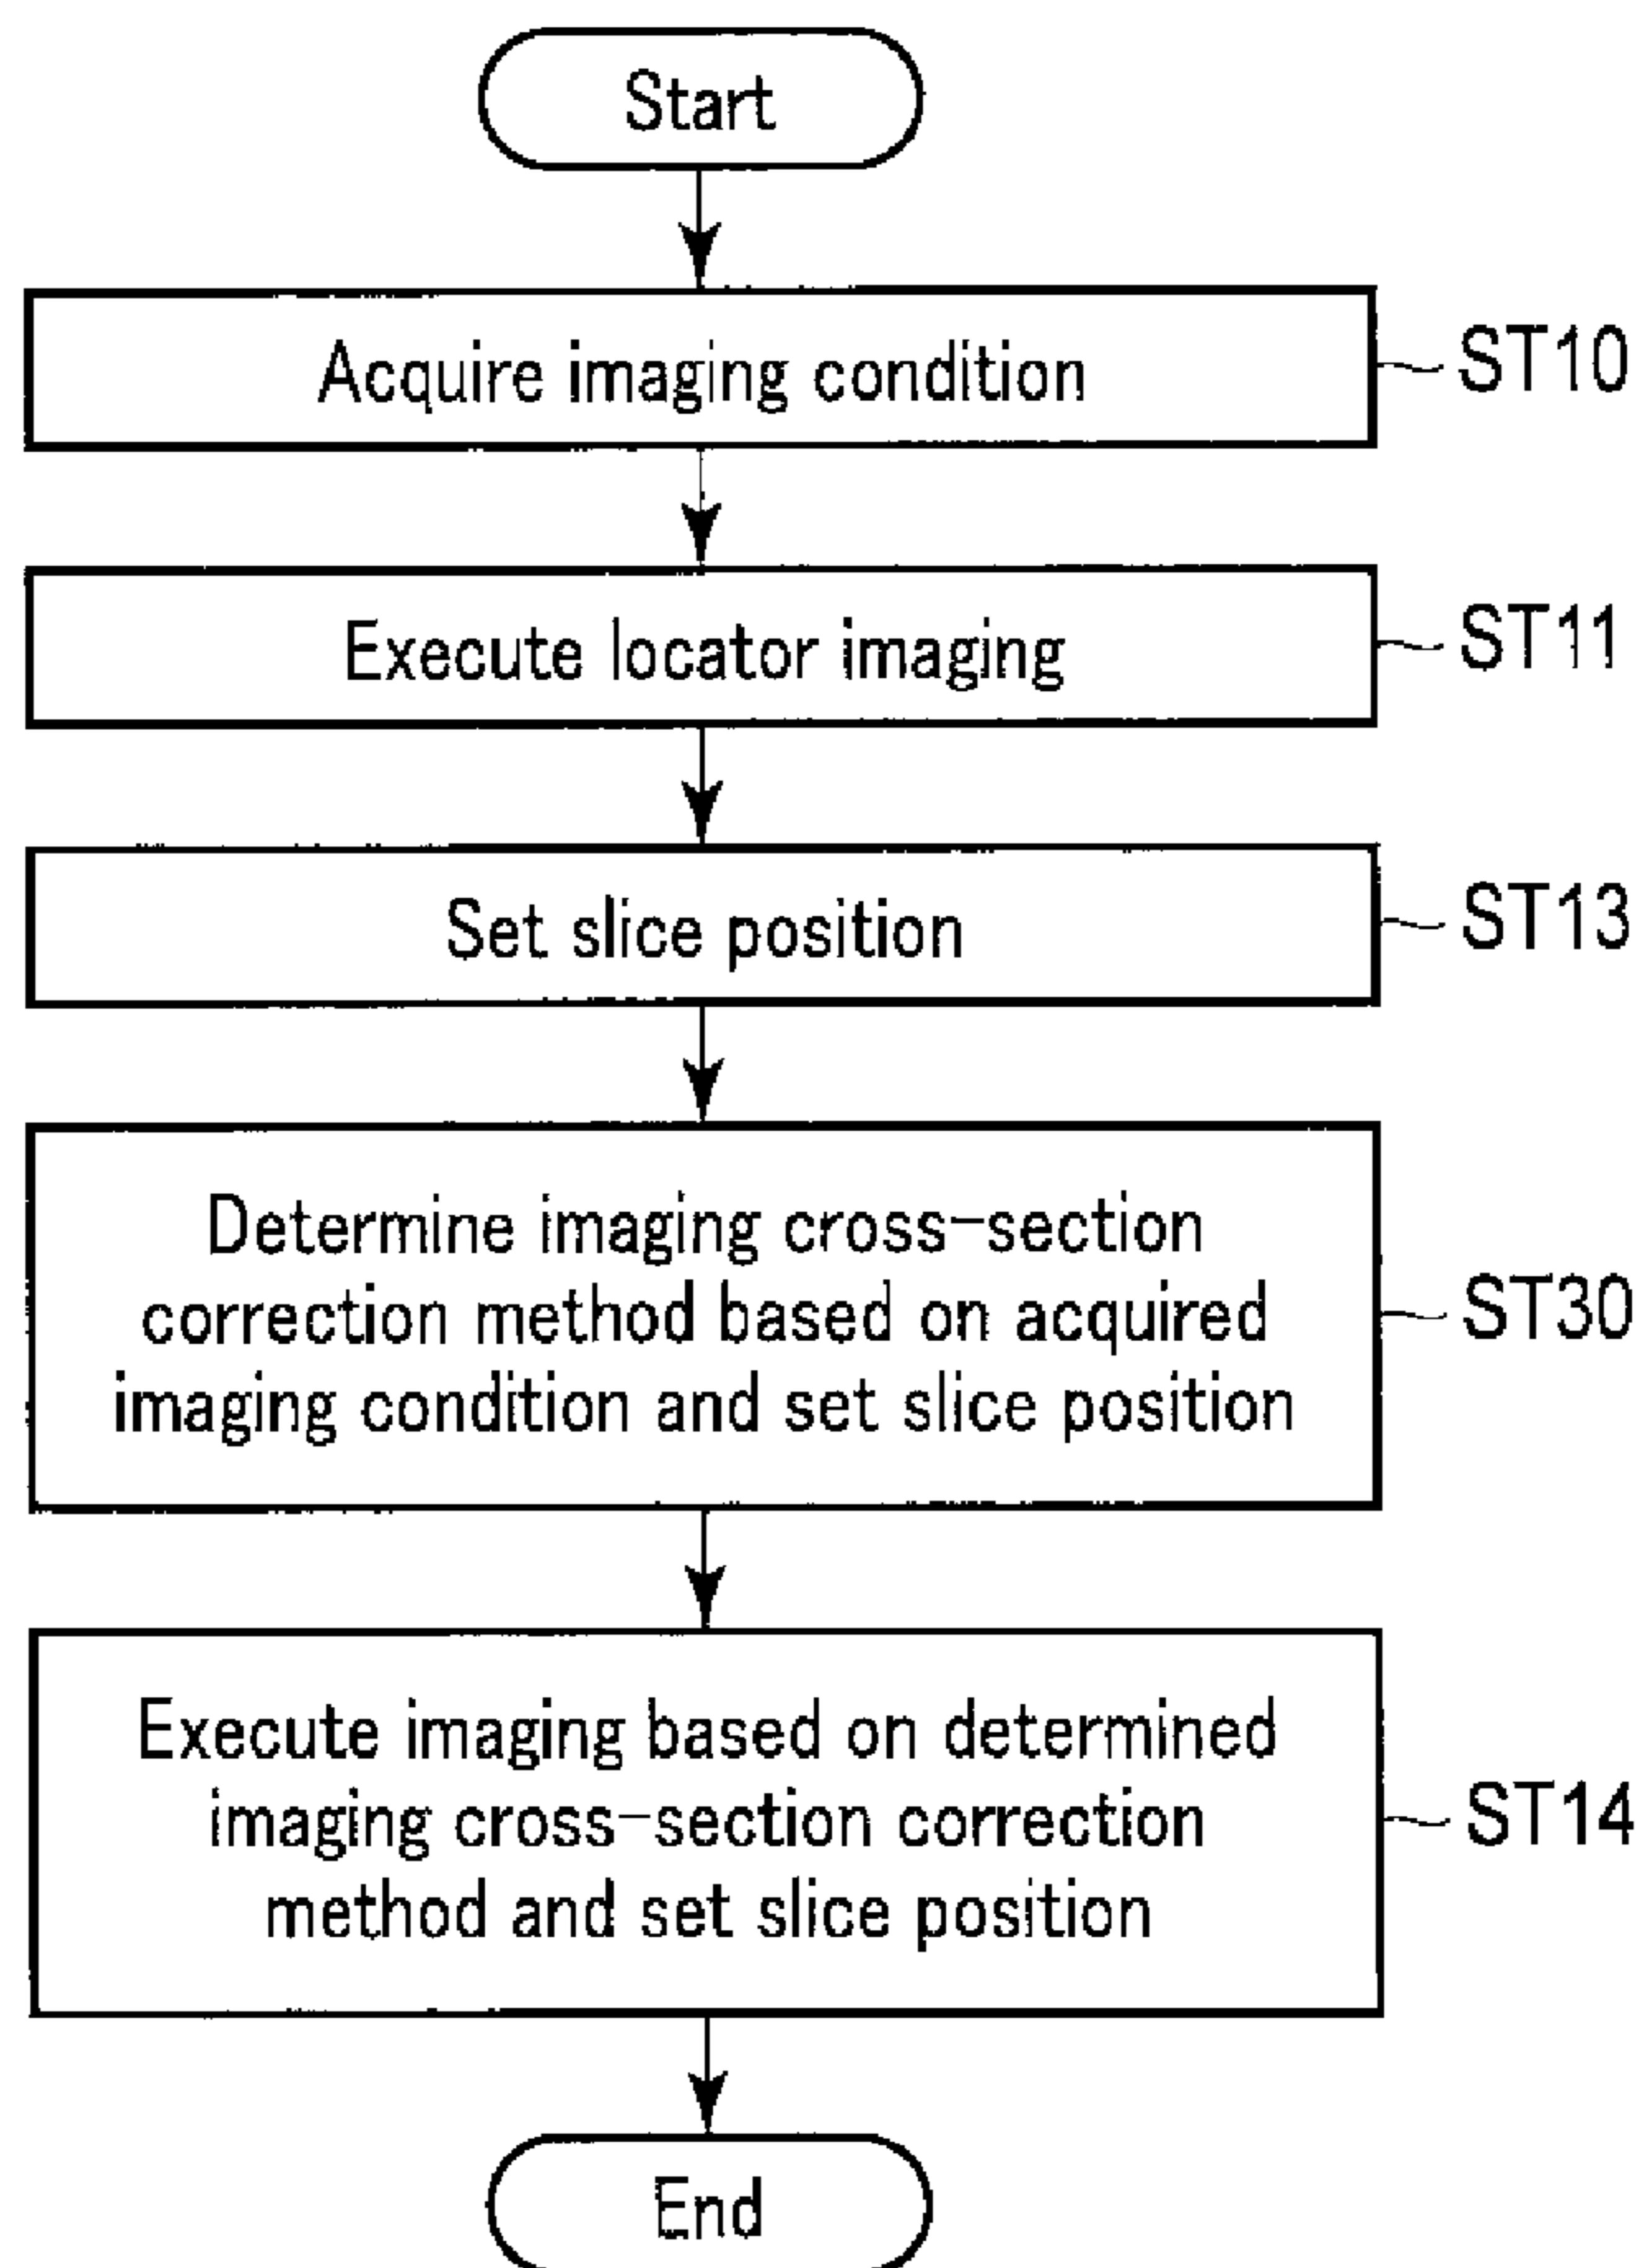 Start
Acquire imaging condition
ST10
Execute locator imaging
ST11
Set slice position
ST13
Determine imaging cross-section
correction method based on acquired
imaging condition and set slice position
ST30
Execute imaging based on determined
imaging cross-section correction
method and set slice position
ST14
End